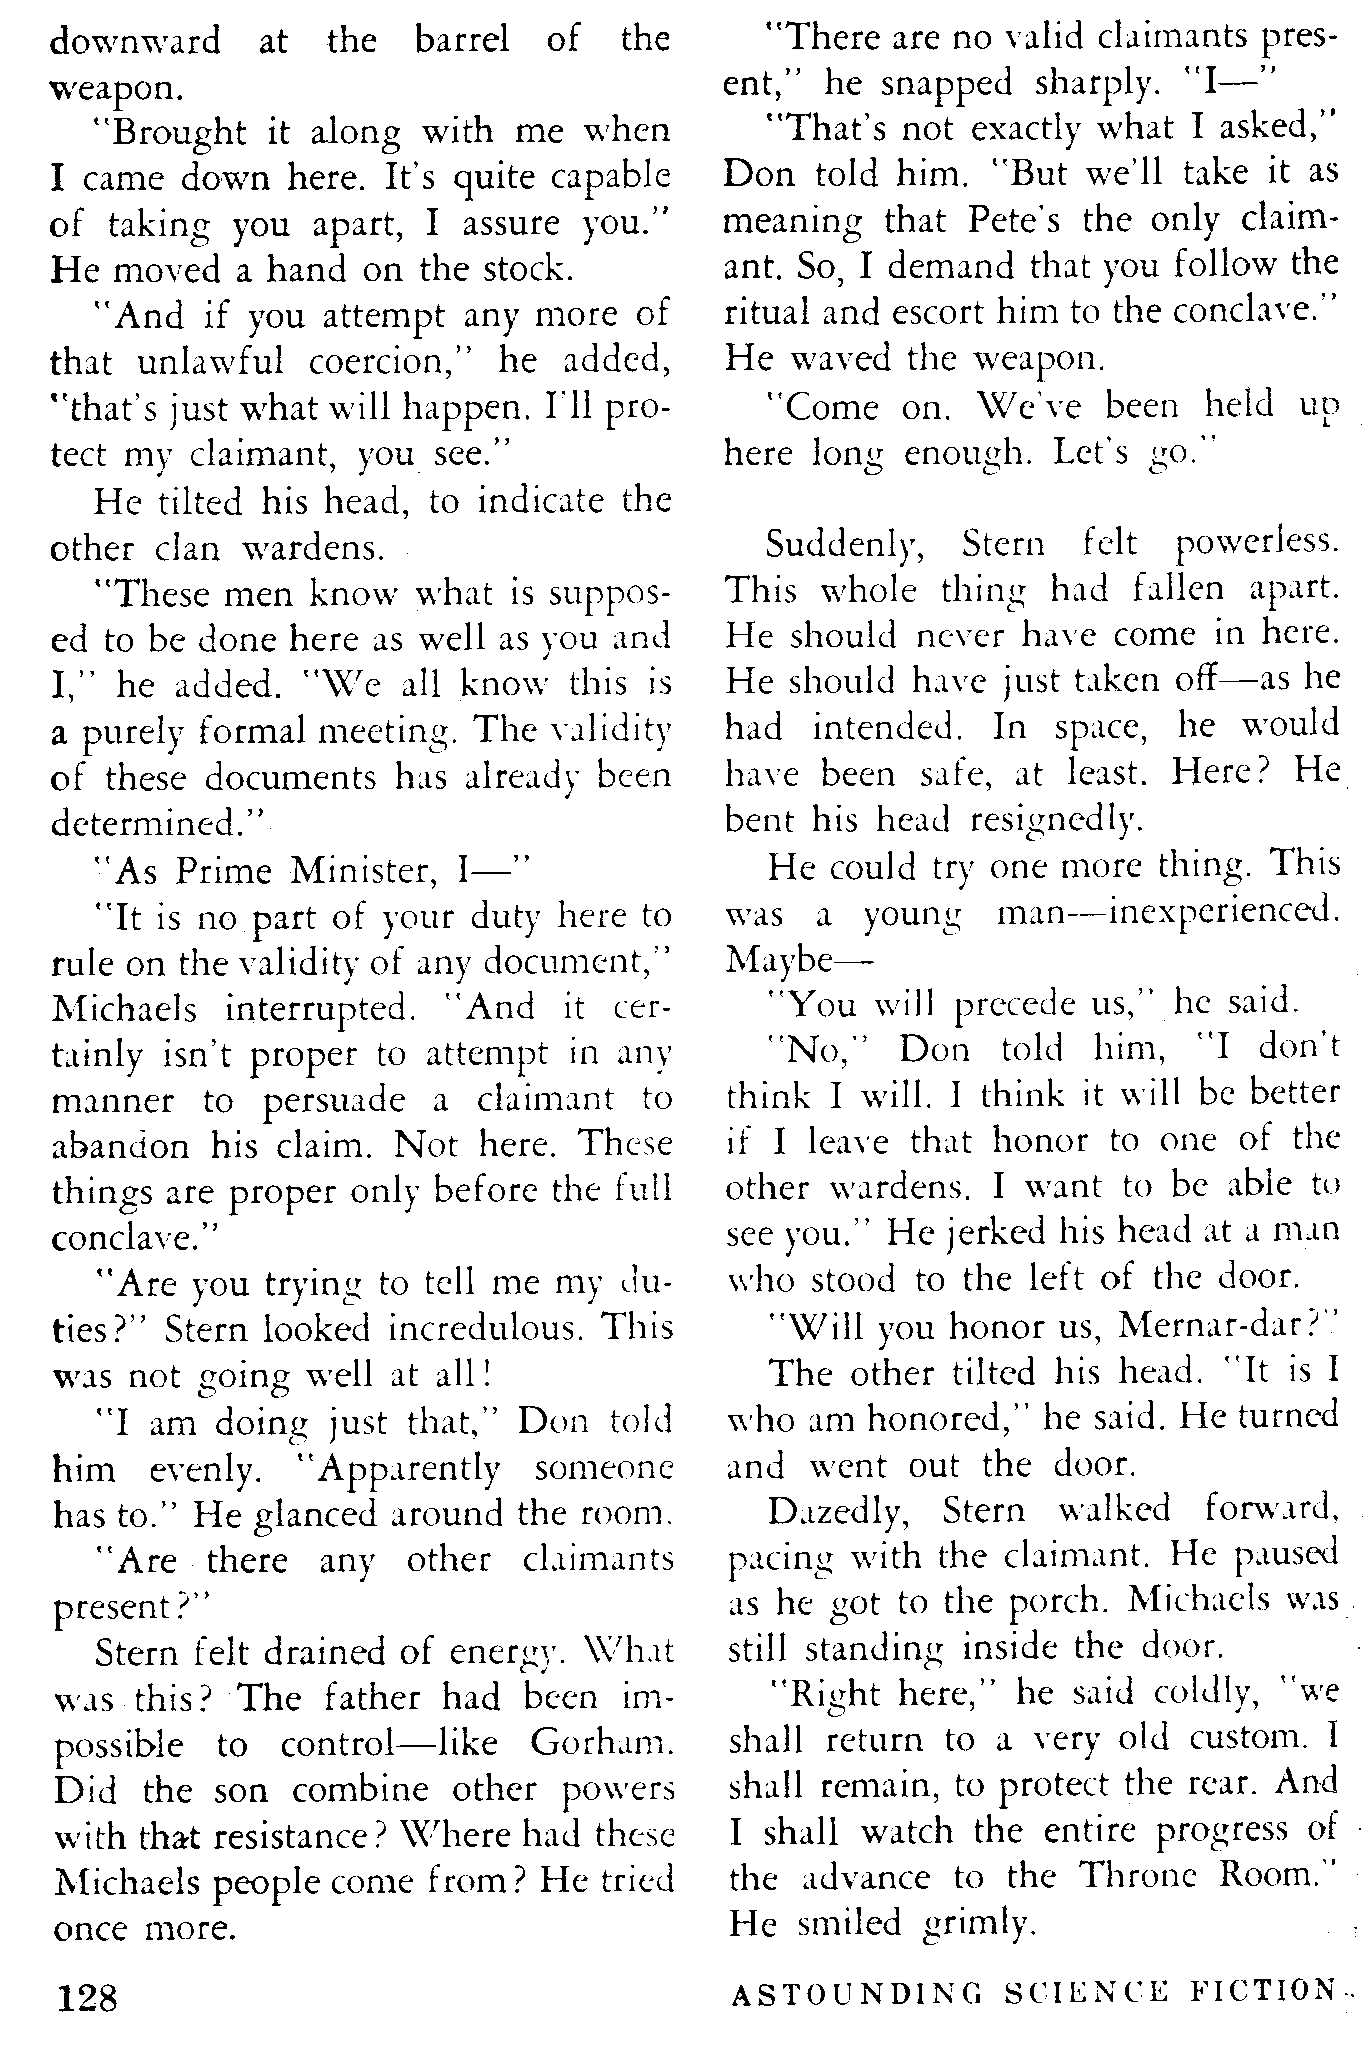 downward at the barrel of the
weapon.
"Brought it along with me when
I came down here. It's quite capable
of taking you apart, I assure you."
He moved a hand on the stock.
"And if you attempt any more of
that unlawful coercion," he added,
"that's just what will happen. I'll pro-
tect my claimant, you see."
He tilted his head, to indicate the
other clan wardens.
"These men know what is suppos-
ed to be done here as well as you and
I," he added. "We all know this is
a purely formal meeting. The validity
of these documents has already been
determined."
"As Prime Minister, I—"
"It is no part of your duty here to
rule on the validity of any document,"
Michaels interrupted. "And it cer-
tainly isn't proper to attempt in any
manner to persuade a claimant to
abandon his claim. Not here. These
things are proper only before the full
conclave."
"Are you trying to tell me my du-
ties?" Stern looked incredulous. This
was not going well at all!
"I am doing just that," Don told
him evenly. "Apparently someone
has to." He glanced around the room.
"Are there any other claimants
present?"
Stern felt drained of energy. What
was this? The father had been im-
possible to control—like Gorham.
Did the son combine other powers
with that resistance? Where had these
Michaels people come from? He tried
once more.
"There are no valid claimants pres-
ent," he snapped sharply. "I—"
"That's not exactly what I asked,"
Don told him. "But we'll take it as
meaning that Pete's the only claim-
ant. So, I demand that you follow the
ritual and escort him to the conclave."
He waved the weapon.
"Come on. We've been held up
here long enough. Let's go."
Suddenly, Stern felt powerless.
This whole thing had fallen apart.
He should never have come in here.
He should have just taken off—as he
had intended. In space, he would
have been safe, at least. Here? He
bent his head resignedly.
He could try one more thing. This
was a young man—inexperienced.
Maybe—
"You will precede us," he said.
"No," Don told him, "I don't
think I will. I think it will be better
if I leave that honor to one of the
other wardens. I want to be able to
see you." He jerked his head at a man
who stood to the left of the door.
"Will you honor us, Mernar-dar?"
The other tilted his head. "It is I
who am honored," he said. He turned
and went out the door.
Dazedly, Stern walked forward,
pacing with the claimant. He paused
as he got to the porch. Michaels was
still standing inside the door.
"Right here," he said coldly, "we
shall return to a very old custom. I
shall remain, to protect the rear. And
I shall watch the entire progress of
the advance to the Throne Room."
He smiled grimly.
128
ASTOUNDING SCIENCE FICTION